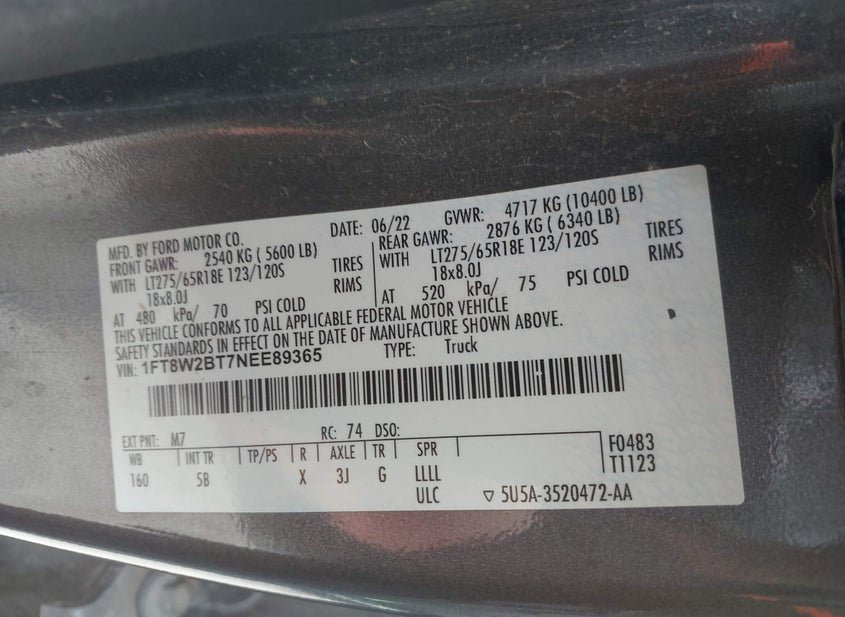 MFD. BY FORD MOTOR CO. DATE: 06/22 GVWR: 4717 KG (10400 LB)
FRONT GAWR: 2540 KG ( 5600 LB) REAR GAWR: 2876 KG ( 6340 LB)
WITH LT275/65R18E 123/120S TIRES WITH LT275/65R18E 123/120S TIRES
18x8.0J RIMS 18x8.0J RIMS
AT 480 kPa/ 70 PSI COLD AT 520 kPa/ 75 PSI COLD
THIS VEHICLE CONFORMS TO ALL APPLICABLE FEDERAL MOTOR VEHICLE
SAFETY STANDARDS IN EFFECT ON THE DATE OF MANUFACTURE SHOWN ABOVE.
VIN: 1FT8W2BT7NEE89365 TYPE: Truck
EXT PNT: M7 RC: 74 DSO:
WB INT TR TP/PS R AXLE TR SPR F0483
160 5B X 3J G LLLL T1123
ULC 5U5A-3520472-AA